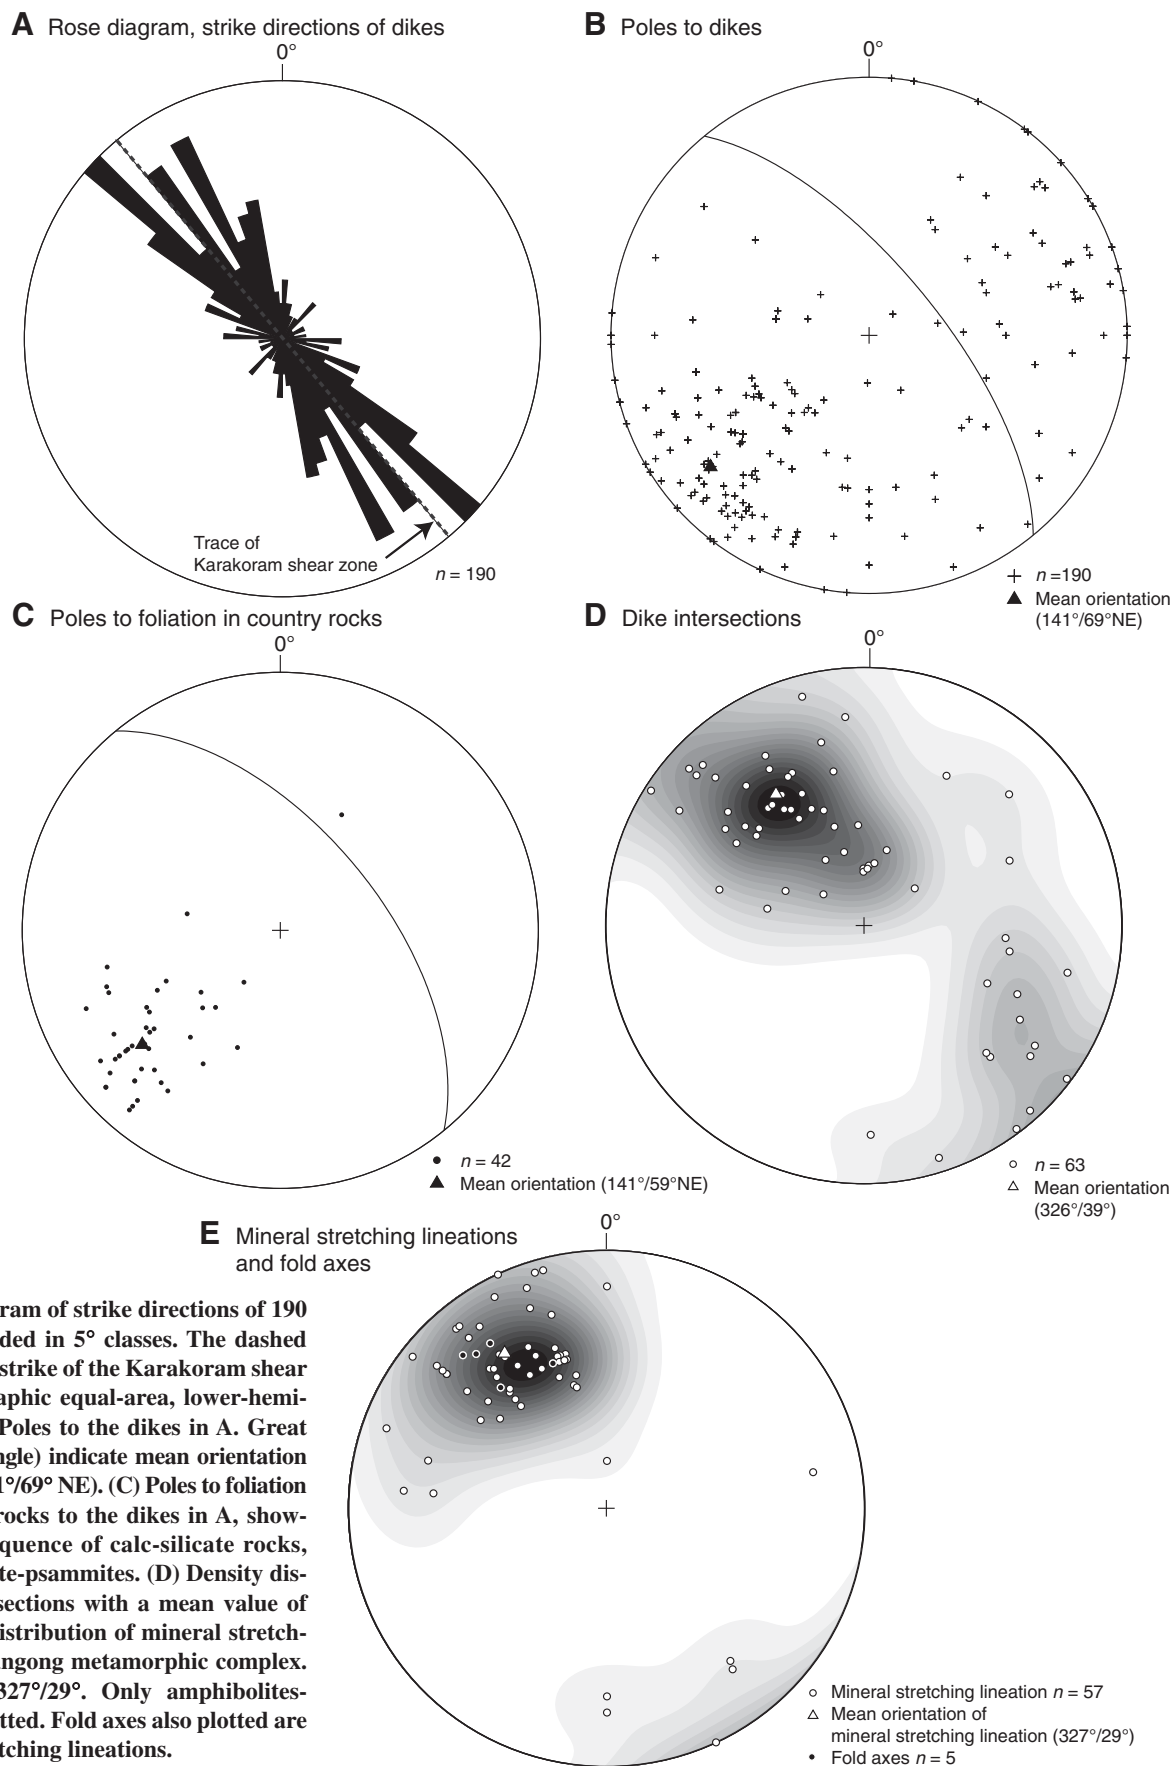 A Rose diagram, strike directions of dikes
0°
Trace of
Karakoram shear zone
n = 190
B Poles to dikes
0°
n =190
Mean orientation
(141°/69°NE)
C Poles to foliation in country rocks
0°
n = 42
Mean orientation (141°/59°NE)
D Dike intersections
0°
n = 63
Mean orientation
(326°/39°)
E Mineral stretching lineations
and fold axes
0°
Mineral stretching lineation n = 57
Mean orientation of
mineral stretching lineation (327°/29°)
Fold axes n = 5
ram of strike directions of 190
ded in 5° classes. The dashed
strike of the Karakoram shear
aphic equal-area, lower-hemi-
Poles to the dikes in A. Great
ngle) indicate mean orientation
1°/69° NE). (C) Poles to foliation
rocks to the dikes in A, show-
quence of calc-silicate rocks,
te-psammites. (D) Density dis-
sections with a mean value of
istribution of mineral stretch-
ngong metamorphic complex.
327°/29°. Only amphibolites-
tted. Fold axes also plotted are
tching lineations.